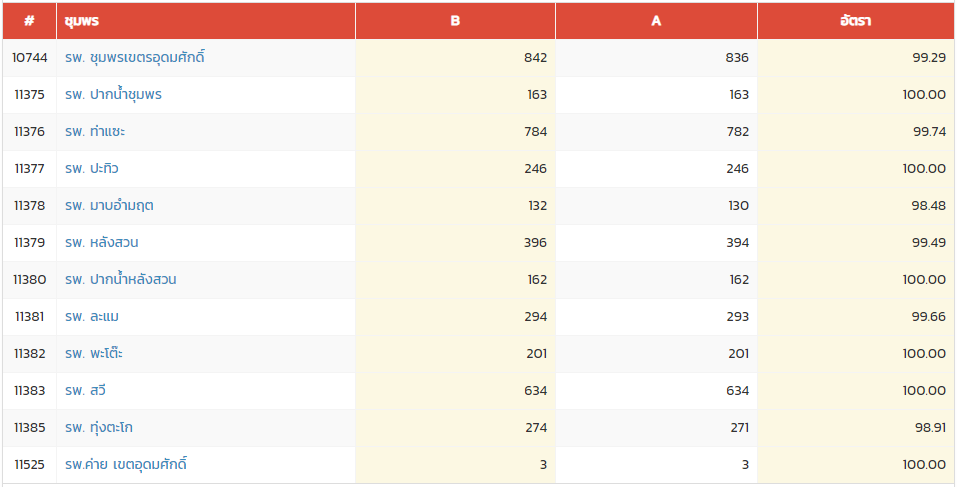 # ชุมพร B A อัตรา
10744 รพ. ชุมพรเขตรอุดมศักดิ์ 842 836 99.29
11375 รพ. ปากน้ำชุมพร 163 163 100.00
11376 รพ. ท่าแซะ 784 782 99.74
11377 รพ. ปะทิว 246 246 100.00
11378 รพ. มาบอำมฤต 132 130 98.48
11379 รพ. หลังสวน 396 394 99.49
11380 รพ. ปากน้ำหลังสวน 162 162 100.00
11381 รพ. ละแม 294 293 99.66
11382 รพ. พะโต๊ะ 201 201 100.00
11383 รพ. สวี 634 634 100.00
11385 รพ. ทุ่งตะโก 274 271 98.91
11525 รพ.ค่าย เขตอุดมศักดิ์ 3 3 100.00